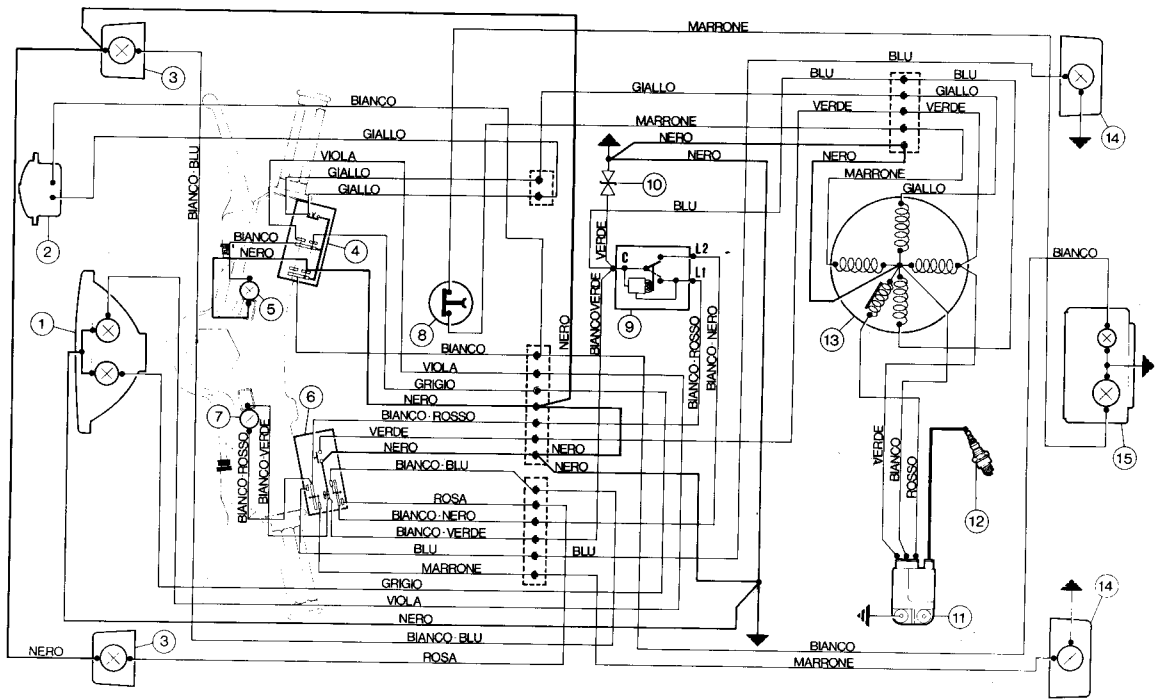 MARRONE
3
BLU
BLU
BLU
14
BIANCO
GIALLO
GIALLO
VERDE
VERDE
GIALLO
MARRONE
NERO
NERO
NERO
VIOLA
GIALLO
GIALLO
MARRONE
GIALLO
10
2
BIANCO·BLU
BLU
BIANCO
NERO
4
VERDE
C
L2
L1
BIANCO
5
1
8
9
13
NERO
BIANCOVERDE
BIANCO·ROSSO
BIANCO·NERO
BIANCO
VIOLA
GRIGIO
NERO
BIANCO·ROSSO
7
6
VERDE
NERO
NERO
NERO
BIANCO·BLU
BIANCO·ROSSO
BIANCO·VERDE
VERDE
BIANCO
ROSSO
12
15
ROSA
BIANCO·NERO
BIANCO·VERDE
BLU
BLU
MARRONE
GRIGIO
VIOLA
NERO
14
11
3
BIANCO·BLU
BIANCO
NERO
ROSA
MARRONE